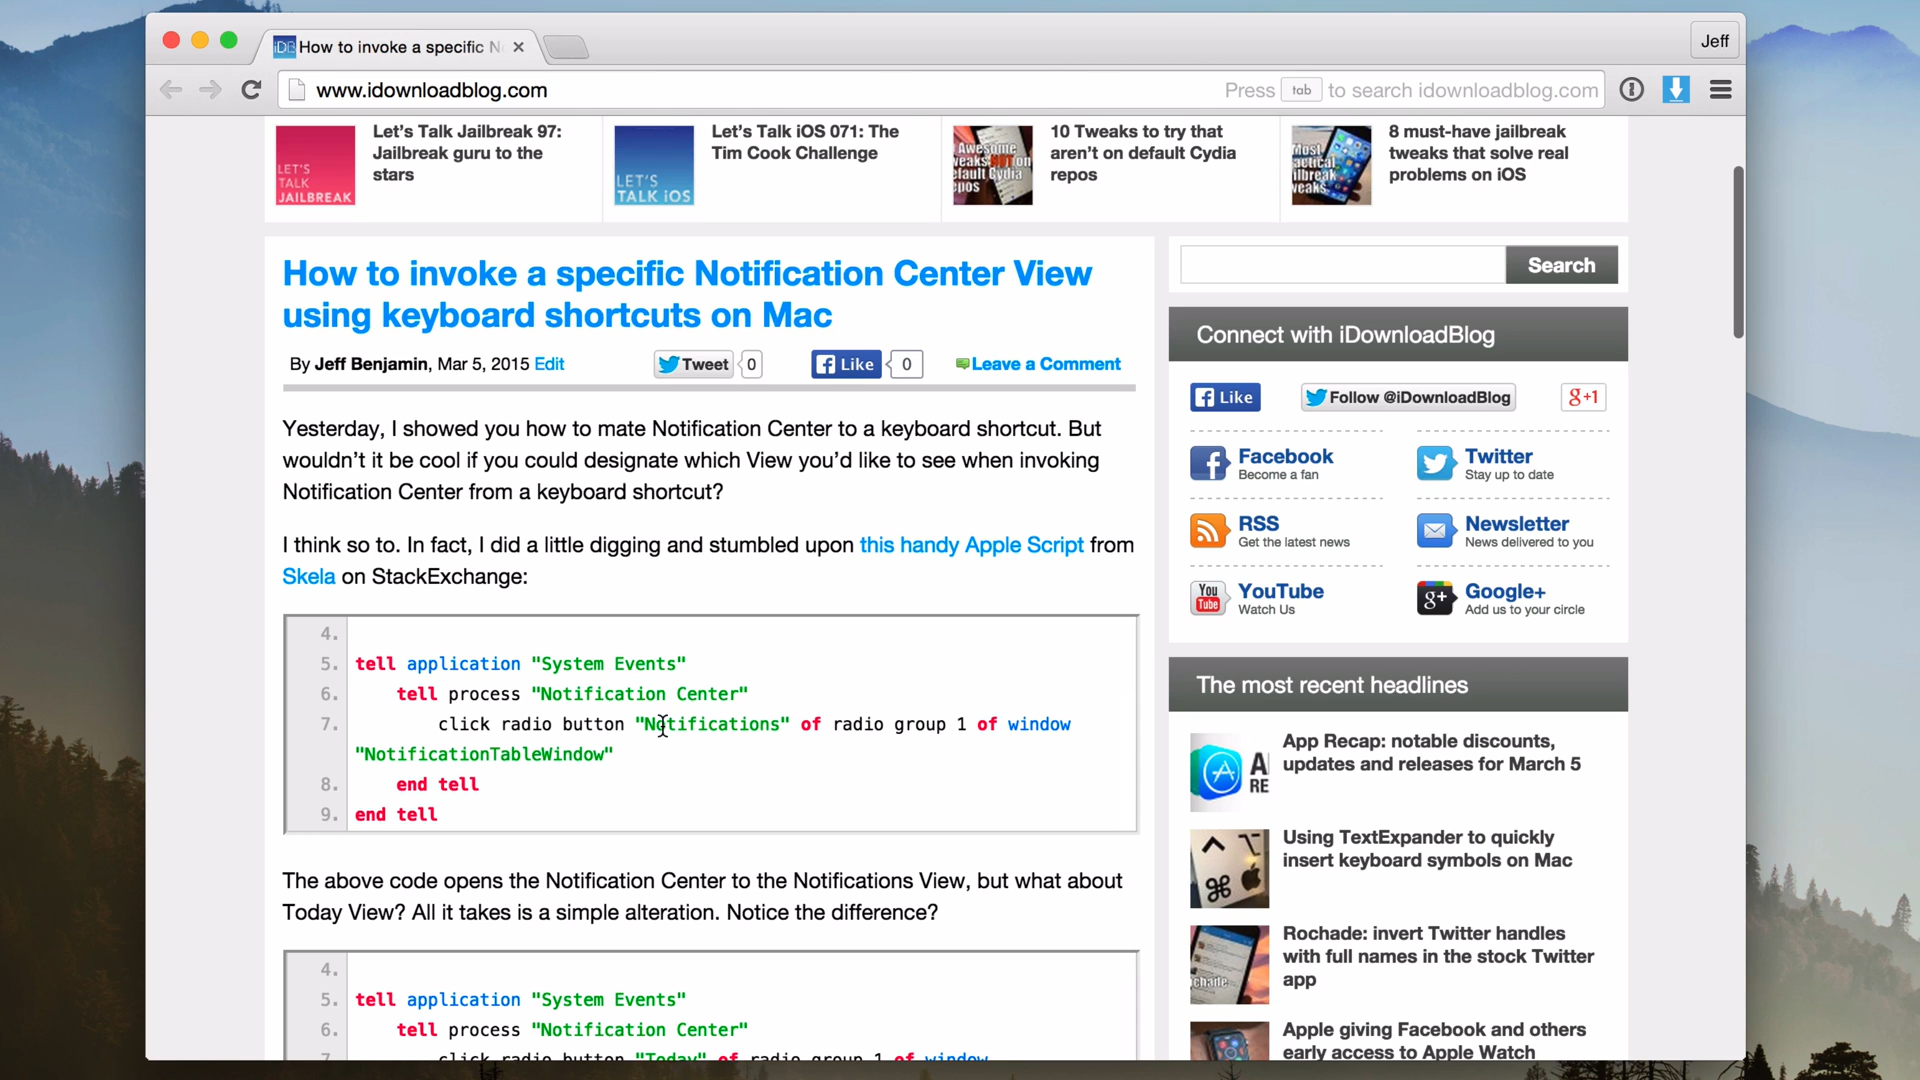 How to invoke a specific N
Jeff
www.idownloadblog.com
Press tab to search idownloadblog.com
LET'S TALK JAILBREAK
Let's Talk Jailbreak 97: Jailbreak guru to the stars
LET'S TALK iOS
Let's Talk iOS 071: The Tim Cook Challenge
10 Tweaks to try that aren't on default Cydia repos
8 must-have jailbreak tweaks that solve real problems on iOS
How to invoke a specific Notification Center View
using keyboard shortcuts on Mac
By Jeff Benjamin, Mar 5, 2015 Edit
Tweet 0
Like 0
Leave a Comment
Yesterday, I showed you how to mate Notification Center to a keyboard shortcut. But
wouldn't it be cool if you could designate which View you'd like to see when invoking
Notification Center from a keyboard shortcut?
I think so to. In fact, I did a little digging and stumbled upon this handy Apple Script from
Skela on StackExchange:
4.
5. tell application "System Events"
6. tell process "Notification Center"
7. click radio button "Notifications" of radio group 1 of window
"NotificationTableWindow"
8. end tell
9. end tell
The above code opens the Notification Center to the Notifications View, but what about
Today View? All it takes is a simple alteration. Notice the difference?
4.
5. tell application "System Events"
6. tell process "Notification Center"
7. click radio button "Today" of radio group 1 of window
Search
Connect with iDownloadBlog
Like
Follow @iDownloadBlog
g+1
Facebook
Become a fan
Twitter
Stay up to date
RSS
Get the latest news
Newsletter
News delivered to you
You Tube
YouTube
Watch Us
g+
Google+
Add us to your circle
The most recent headlines
App Recap: notable discounts,
updates and releases for March 5
Using TextExpander to quickly
insert keyboard symbols on Mac
Rochade: invert Twitter handles
with full names in the stock Twitter
app
Apple giving Facebook and others
early access to Apple Watch